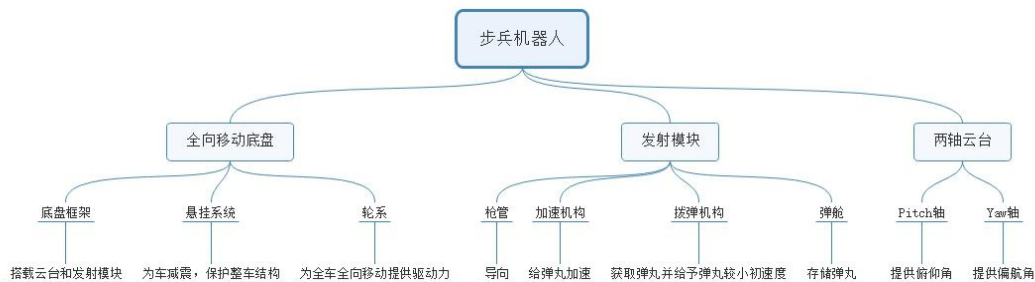 步兵机器人
全向移动底盘
发射模块
两轴云台
底盘框架
悬挂系统
轮系
枪管
加速机构
拨弹机构
弹舱
Pitch轴
Yaw轴
搭载云台和发射模块
为车减震，保护整车结构
为全车全向移动提供驱动力
导向
给弹丸加速
获取弹丸并给予弹丸较小初速度
存储弹丸
提供俯仰角
提供偏航角